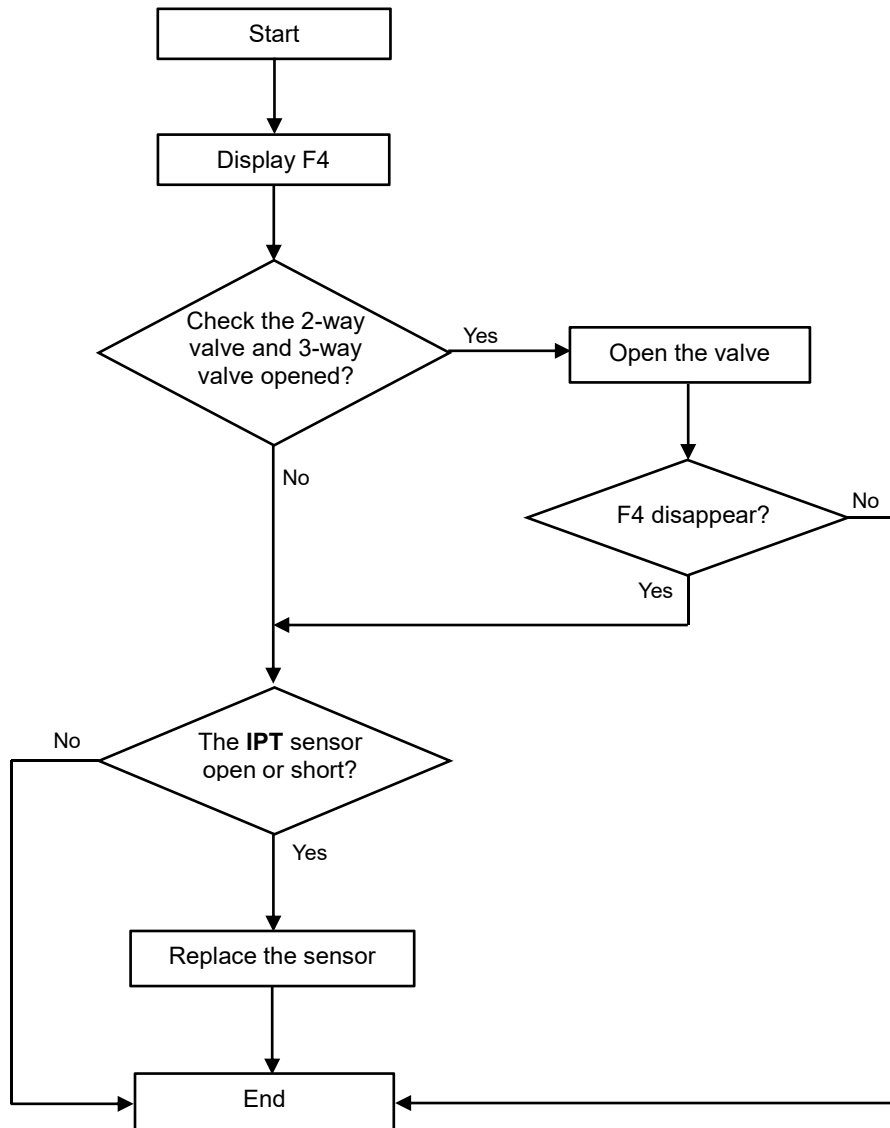 Start
Display F4
Check the 2-way
valve and 3-way
valve opened?
Yes
Open the valve
No
F4 disappear?
No
Yes
No
The IPT sensor
open or short?
Yes
Replace the sensor
End